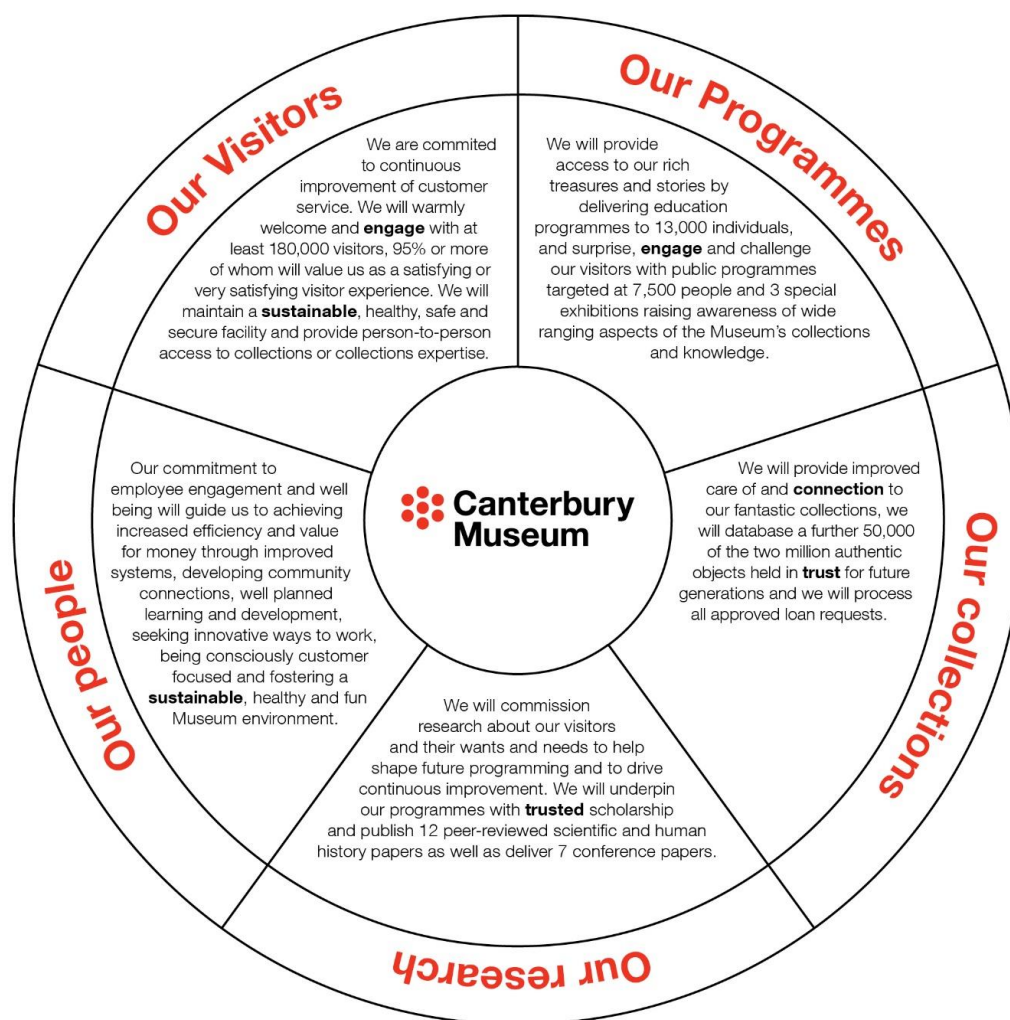 Our Visitors
We are commited
to continuous
improvement of customer
service. We will warmly
welcome and engage with at
least 180,000 visitors, 95% or more
of whom will value us as a satisfying or
very satisfying visitor experience. We will
maintain a sustainable, healthy, safe and
secure facility and provide person-to-person
access to collections or collections expertise.
Our Programmes
We will provide
access to our rich
treasures and stories by
delivering education
programmes to 13,000 individuals,
and surprise, engage and challenge
our visitors with public programmes
targeted at 7,500 people and 3 special
exhibitions raising awareness of wide
ranging aspects of the Museum's collections
and knowledge.
Our people
Our commitment to
employee engagement and well
being will guide us to achieving
increased efficiency and value
for money through improved
systems, developing community
connections, well planned
learning and development,
seeking innovative ways to work,
being consciously customer
focused and fostering a
sustainable, healthy and fun
Museum environment.
Canterbury
Museum
Our collections
We will provide improved
care of and connection to
our fantastic collections, we
will database a further 50,000
of the two million authentic
objects held in trust for future
generations and we will process
all approved loan requests.
We will commission
research about our visitors
and their wants and needs to help
shape future programming and to drive
continuous improvement. We will underpin
our programmes with trusted scholarship
and publish 12 peer-reviewed scientific and human
history papers as well as deliver 7 conference papers.
Our research